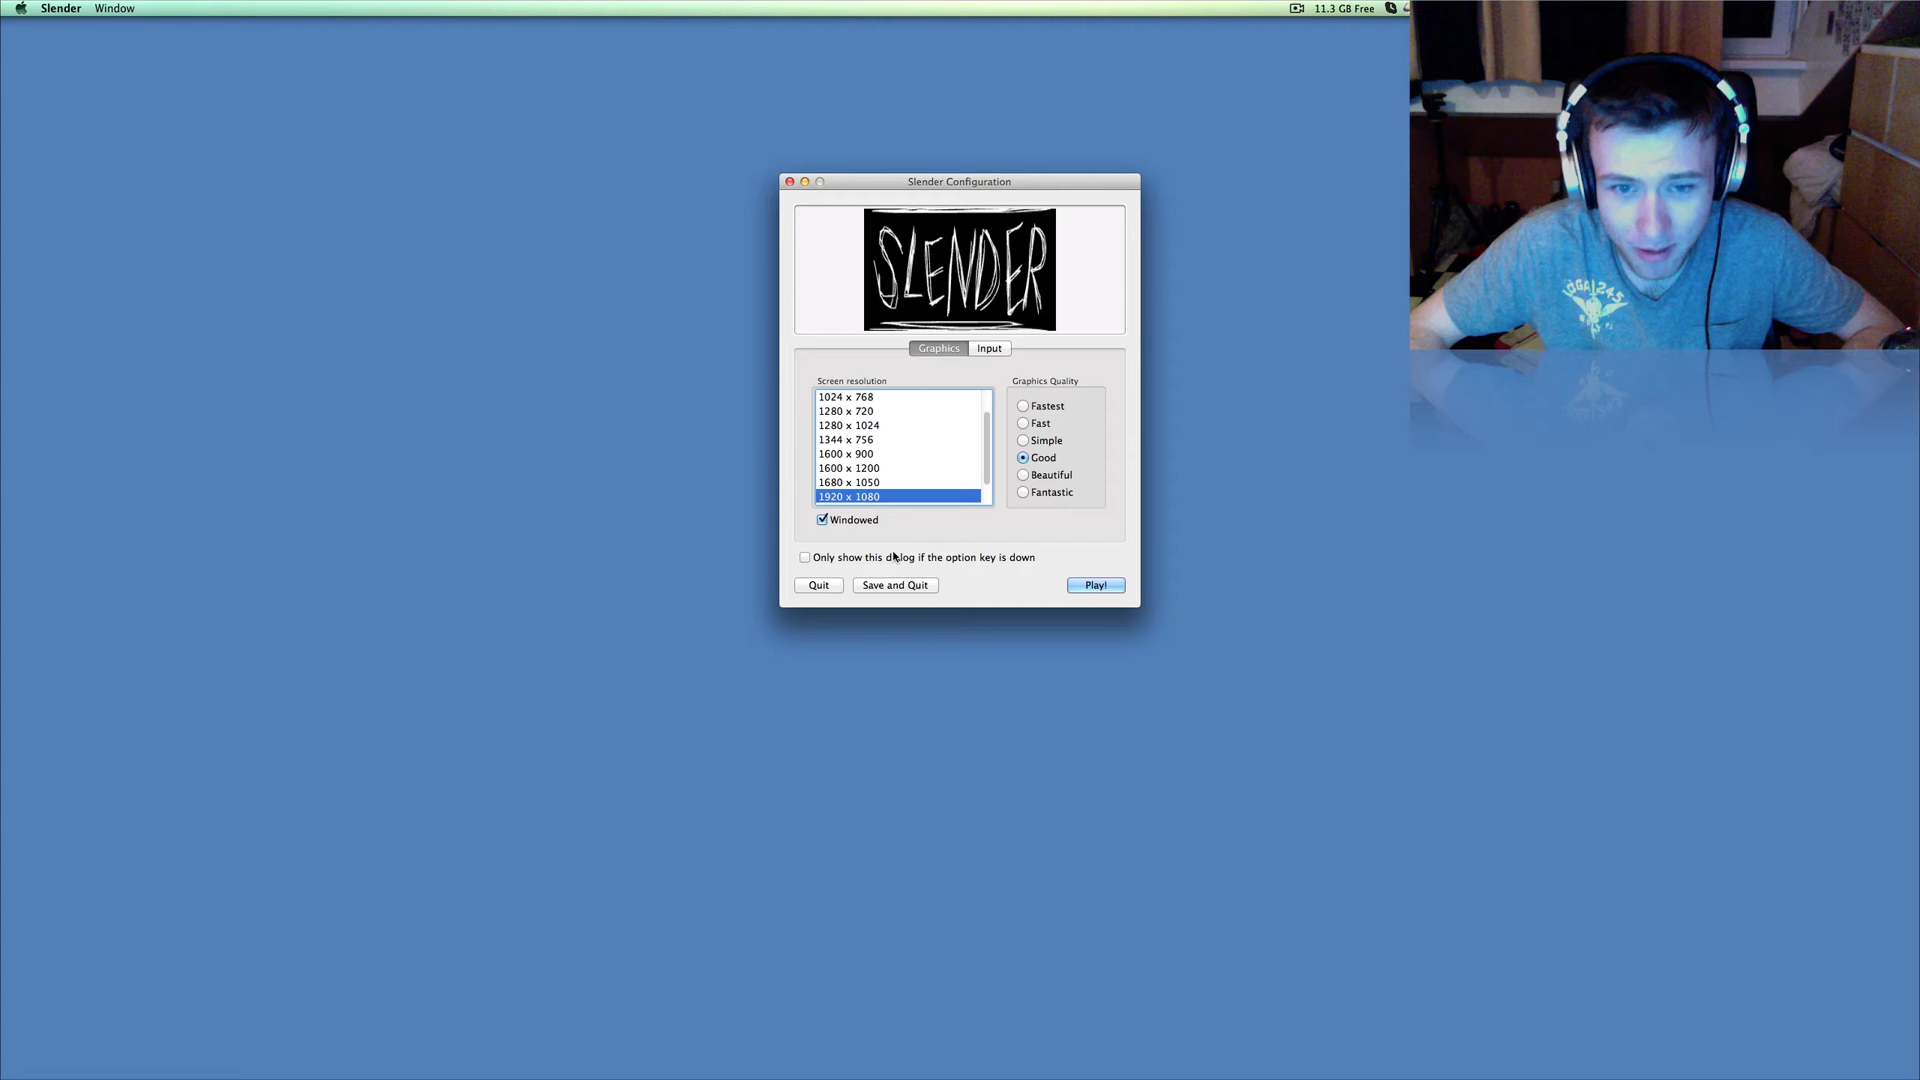 Slender Window 11.3 GB Free
Slender Configuration
SLENDER
Graphics Input
Screen resolution
1024 x 768
1280 x 720
1280 x 1024
1344 x 756
1600 x 900
1600 x 1200
1680 x 1050
1920 x 1080
Windowed
Graphics Quality
Fastest
Fast
Simple
Good
Beautiful
Fantastic
Only show this dialog if the option key is down
Quit Save and Quit Play!